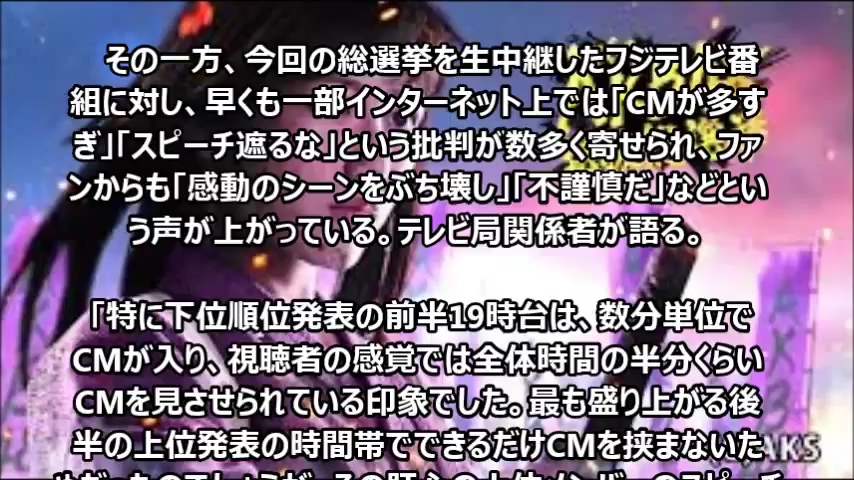 その一方、今回の総選挙を生中継したフジテレビ番
組に対し、早くも一部インターネット上では「CMが多す
ぎ」「スピーチ遮るな」という批判が数多く寄せられ、ファ
ンからも「感動のシーンをぶち壊し」「不謹慎だ」などとい
う声が上がっている。テレビ局関係者が語る。
「特に下位順位発表の前半19時台は、数分単位で
CMが入り、視聴者の感覚では全体時間の半分くらい
CMを見させられている印象でした。最も盛り上がる後
半の上位発表の時間帯でできるだけCMを挟まないた
AKS